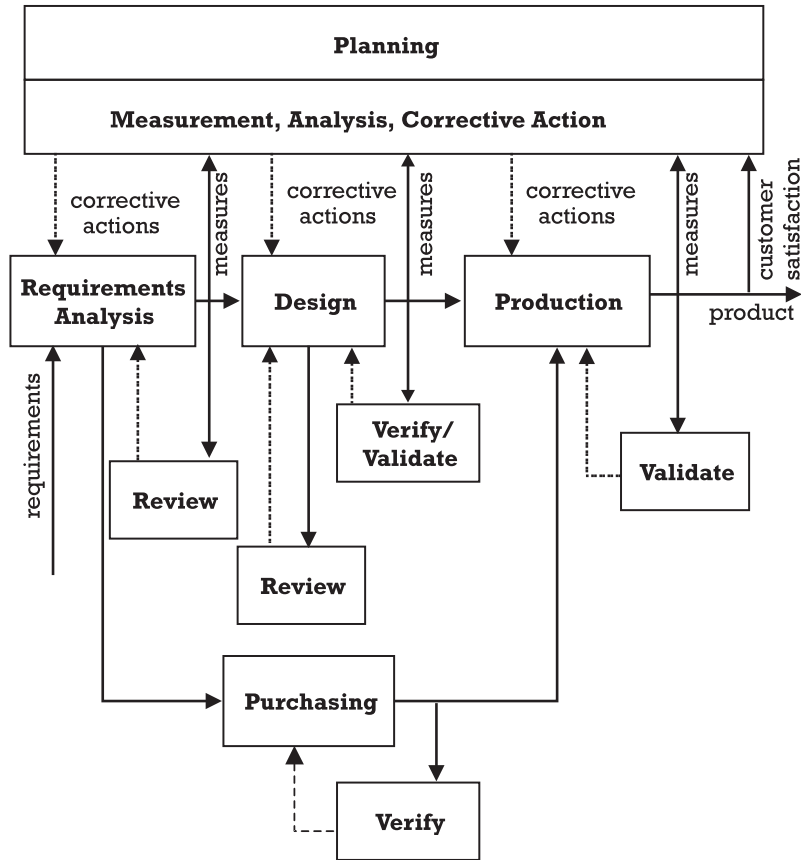 Planning
Measurement, Analysis, Corrective Action
corrective
actions
measures
corrective
actions
measures
corrective
actions
measures
customer
satisfaction
Requirements
Analysis
Design
Production
product
requirements
Verify/
Validate
Review
Validate
Review
Purchasing
Verify